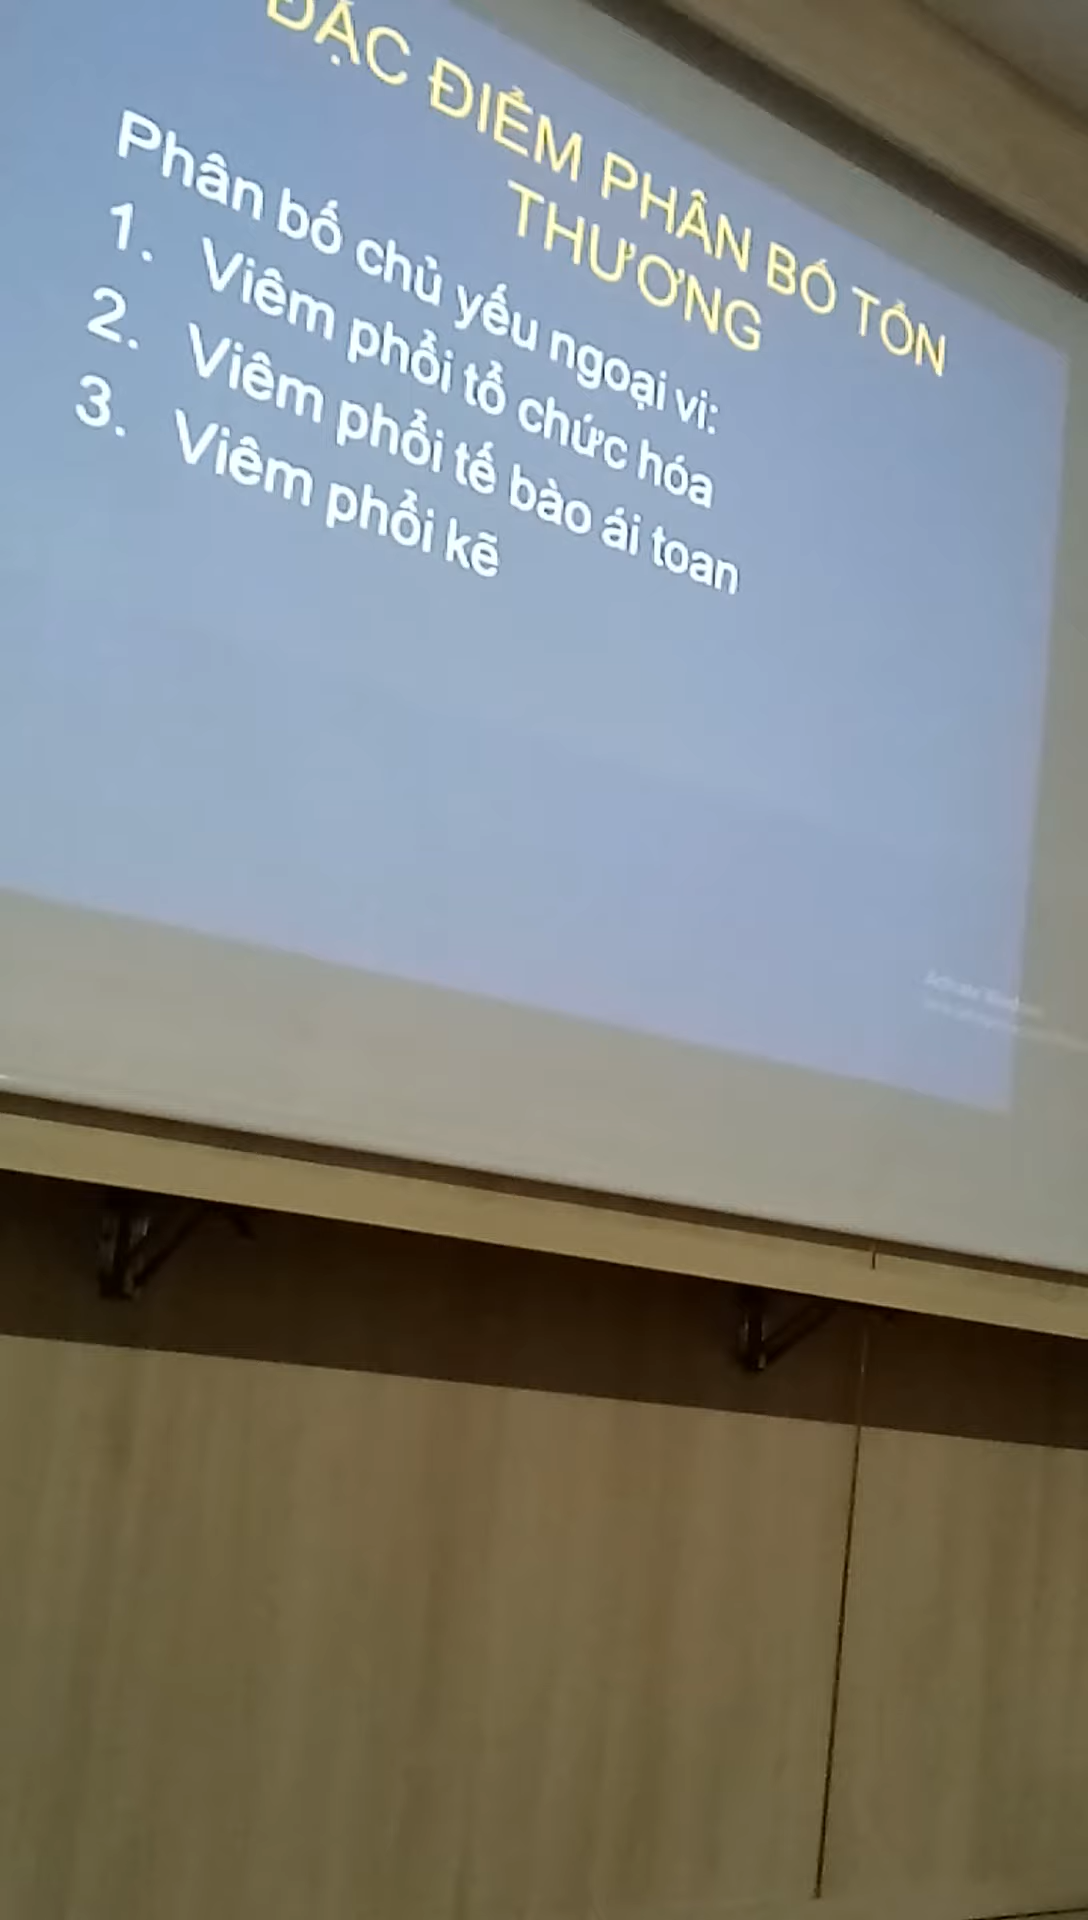 ĐẶC ĐIỂM PHÂN BỐ TỔN
THƯƠNG
Phân bố chủ yếu ngoại vi:
1. Viêm phổi tổ chức hóa
2. Viêm phổi tế bào ái toan
3. Viêm phổi kẽ